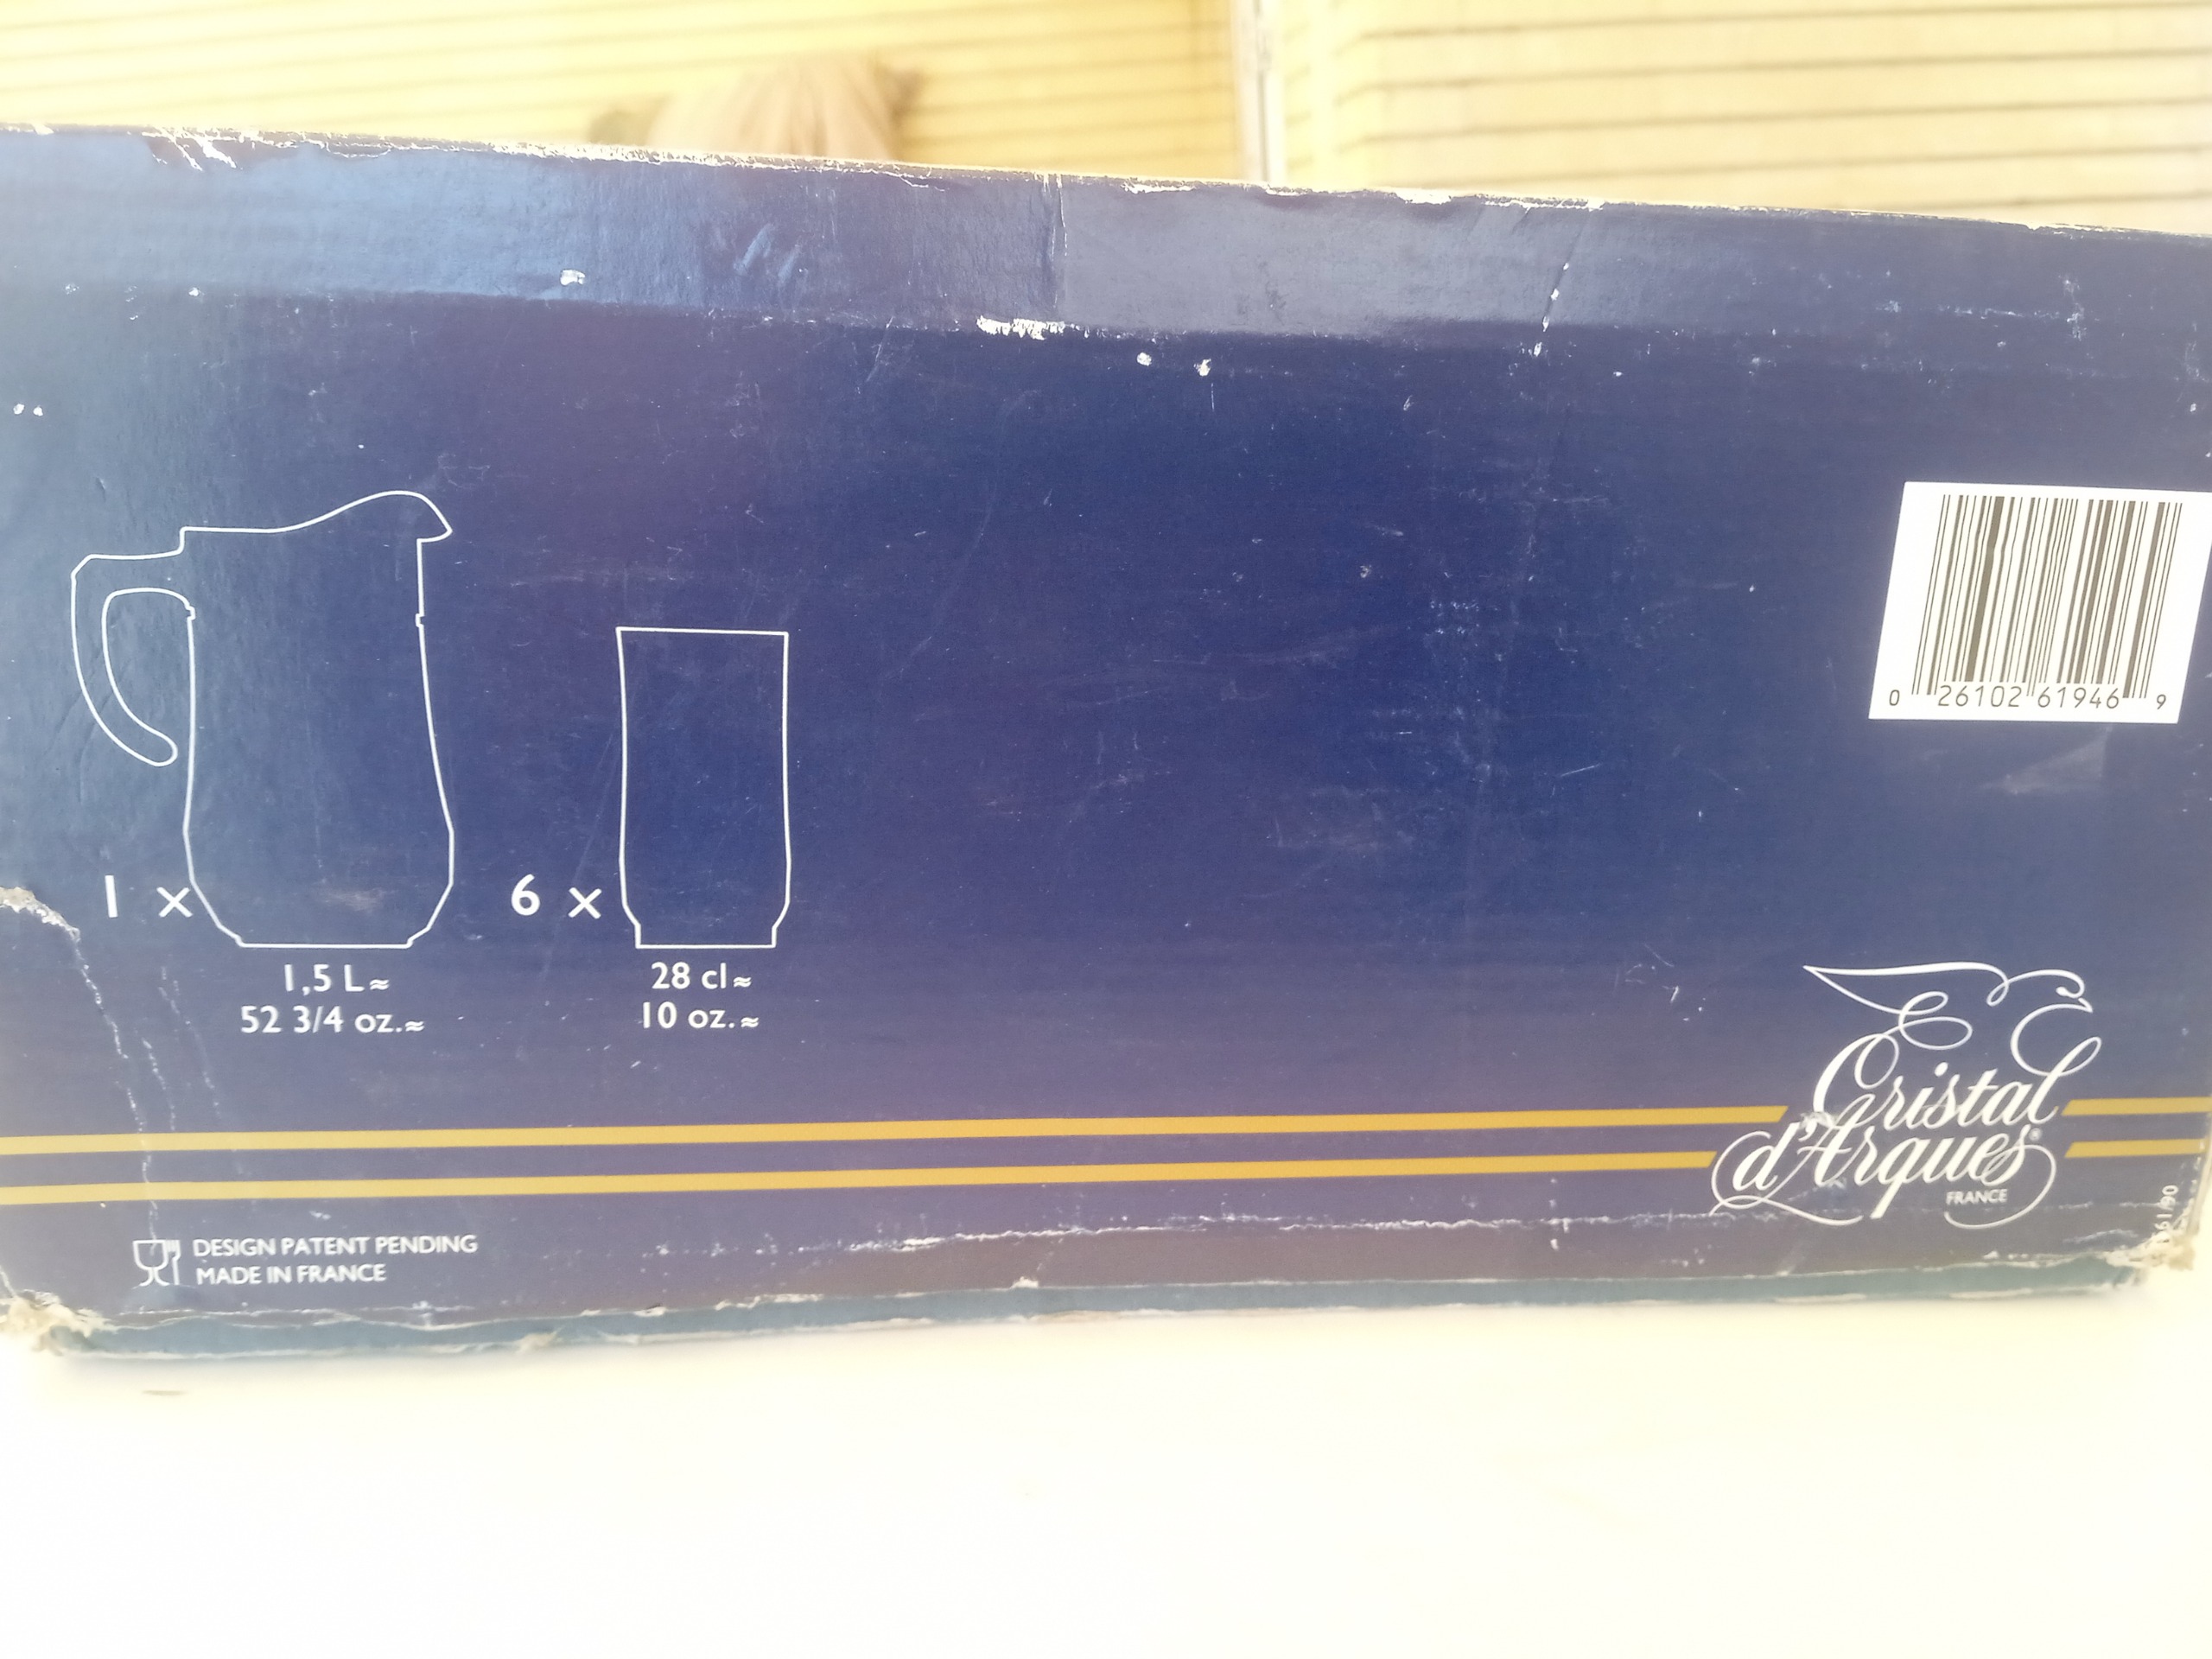 1 x
1,5 L≈
52 3/4 oz.≈
6 x
28 cl≈
10 oz.≈
0 26102 61946 9
Cristal
d'Arques®
FRANCE
DESIGN PATENT PENDING
MADE IN FRANCE